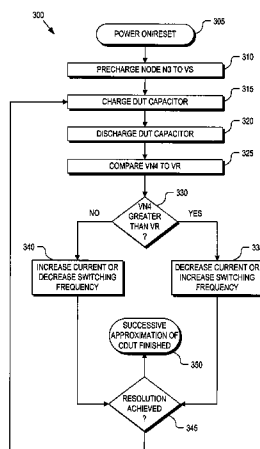 300
305
POWER ON/RESET
310
PRECHARGE NODE N3 TO VS
315
CHARGE DUT CAPACITOR
320
DISCHARGE DUT CAPACITOR
325
COMPARE VN4 TO VR
330
VN4
GREATER
THAN VR
?
NO
YES
340
INCREASE CURRENT OR
DECREASE SWITCHING
FREQUENCY
DECREASE CURRENT OR
INCREASE SWITCHING
FREQUENCY
SUCCESSIVE
APPROXIMATION OF
CDUT FINISHED
350
RESOLUTION
ACHIEVED
?
345